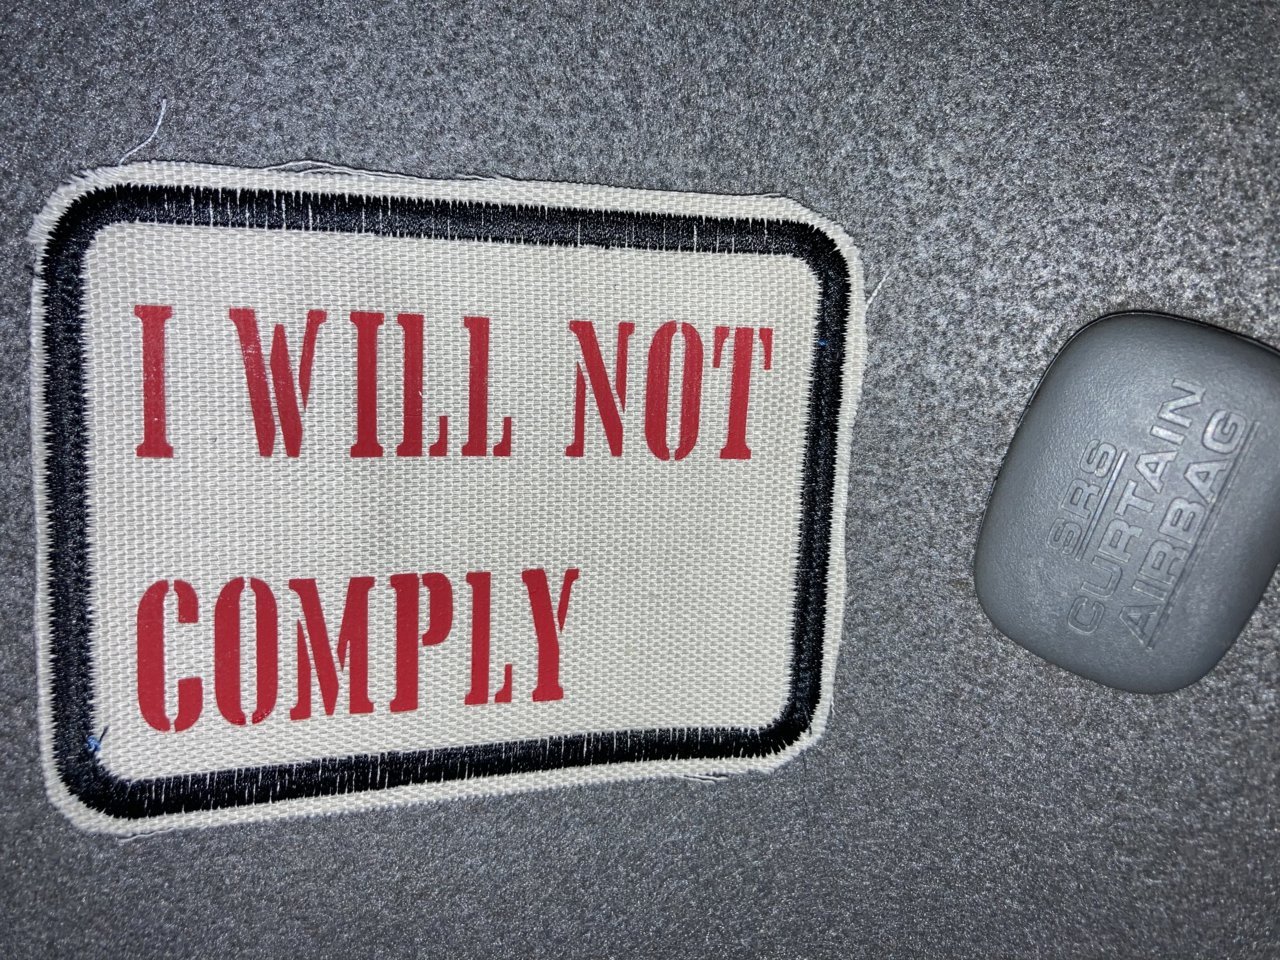 I WILL NOT
COMPLY
SRS
CURTAIN
AIRBAG